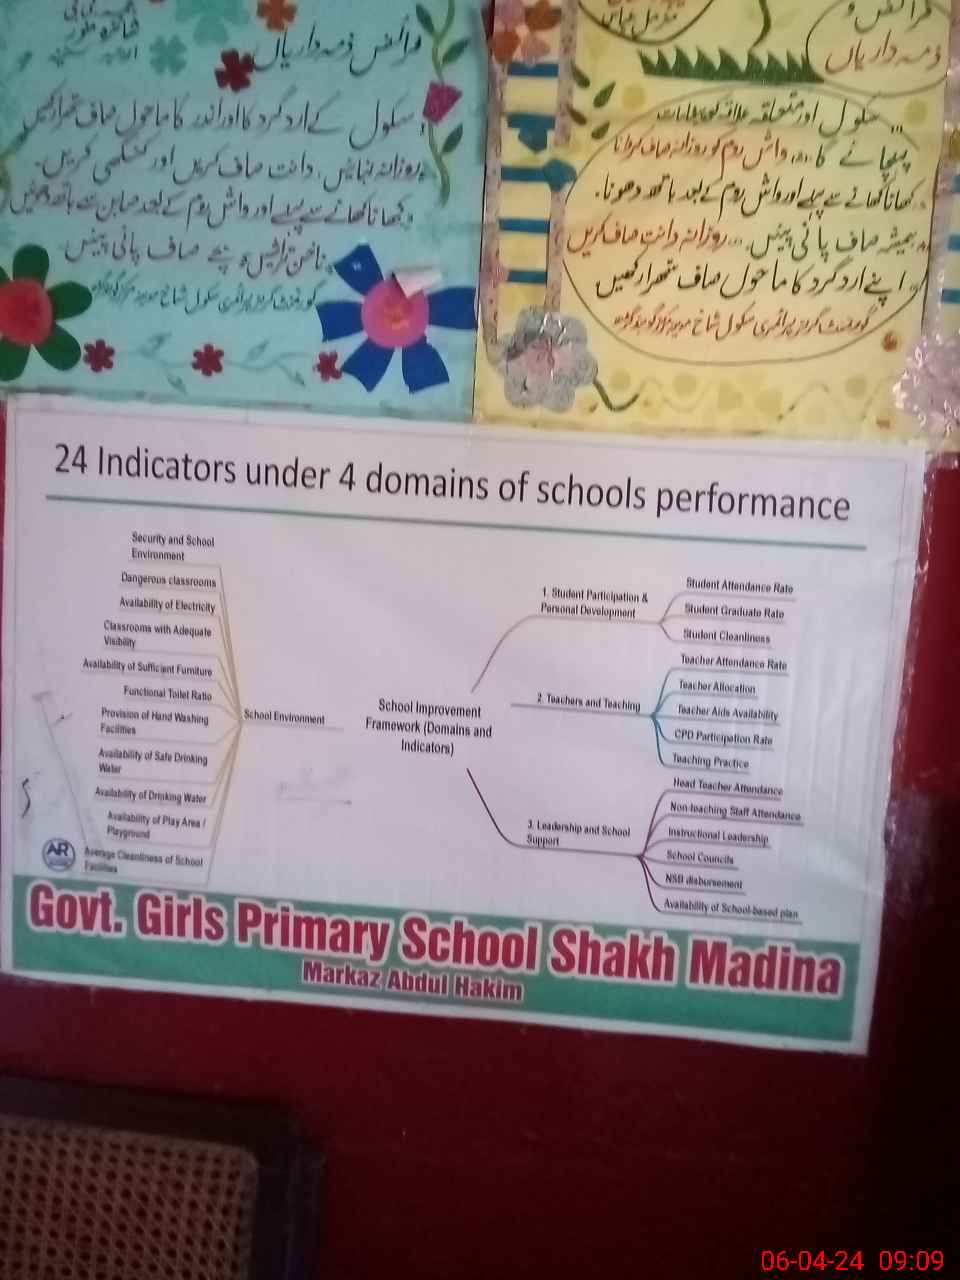 فرائض ذمہ داریاں
سکول کے ارد گرد کا اور اندر کا ماحول صاف ستھرا رکھیں
روزانہ نہائیں، دانت صاف کریں اور کنگھی کریں۔
کھانا کھانے سے پہلے اور واش روم کے بعد صابن سے ہاتھ دھوئیں
ناخن تراشیں
صاف پانی پیئیں
فرائض و
ذمہ داریاں
سکول اور متعلقہ علاقہ
واش روم کو روزانہ صاف کروانا
کھانا کھانے سے پہلے اور واش روم کے بعد ہاتھ دھونا۔
ہمیشہ صاف پانی پیئیں ... روزانہ دانت صاف کریں
اپنے ارد گرد کا ماحول صاف ستھرا رکھیں
24 Indicators under 4 domains of schools performance
Security and School
Environment
Dangerous classrooms
Availability of Electricity
Classrooms with Adequate
Visibility
Availability of Sufficient Furniture
Functional Toilet Ratio
Provision of Hand Washing
Facilities
Availability of Safe Drinking
Water
Availability of Drinking Water
Availability of Play Area /
Playground
Average Cleanliness of School
Facilities
School Environment
School Improvement
Framework (Domains and
Indicators)
1. Student Participation &
Personal Development
Student Attendance Rate
Student Graduate Rate
Student Cleanliness
2. Teachers and Teaching
Teacher Attendance Rate
Teacher Allocation
Teacher Aids Availability
CPD Participation Rate
Teaching Practice
3. Leadership and School
Support
Head Teacher Attendance
Non-teaching Staff Attendance
Instructional Leadership
School Councils
NSB disbursement
Availability of School-based plan
AR
Govt. Girls Primary School Shakh Madina
Markaz Abdul Hakim
06-04-24 09:09